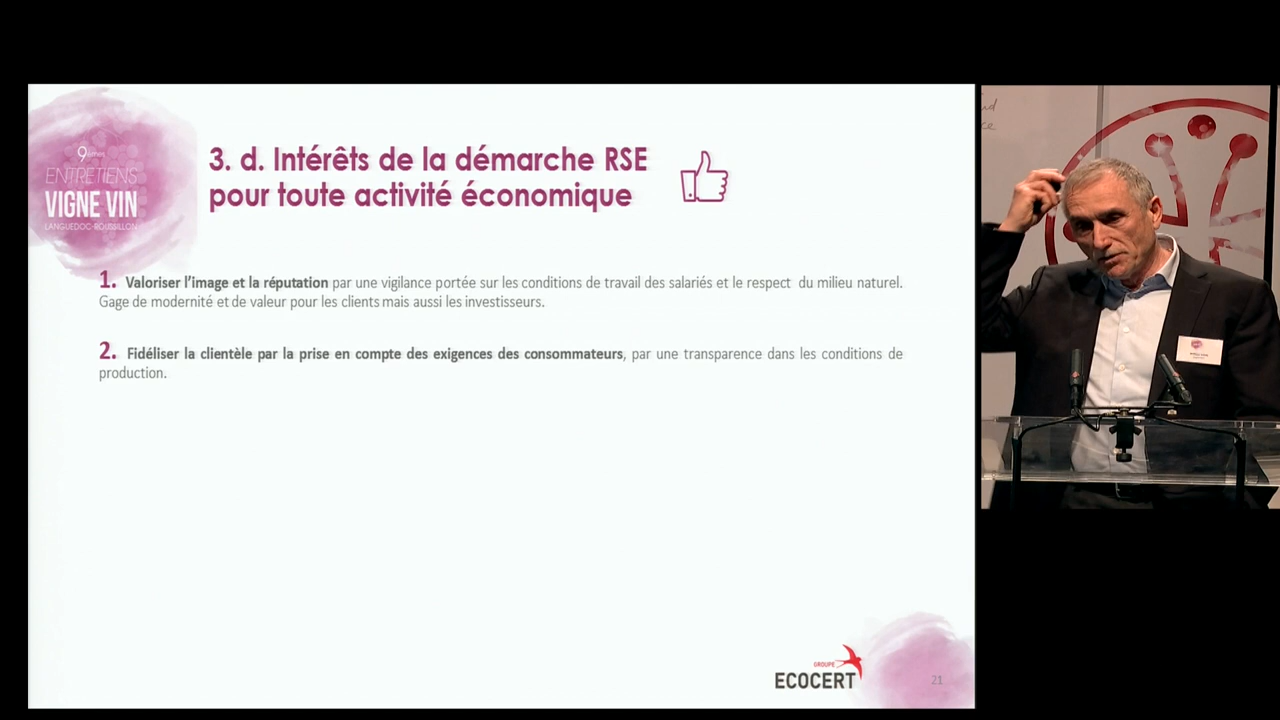 9èmes
ENTRETIENS
VIGNE VIN
LANGUEDOC-ROUSSILLON
3. d. Intérêts de la démarche RSE
pour toute activité économique
1. Valoriser l'image et la réputation par une vigilance portée sur les conditions de travail des salariés et le respect du milieu naturel.
Gage de modernité et de valeur pour les clients mais aussi les investisseurs.
2. Fidéliser la clientèle par la prise en compte des exigences des consommateurs, par une transparence dans les conditions de
production.
GROUPE
ECOCERT
21